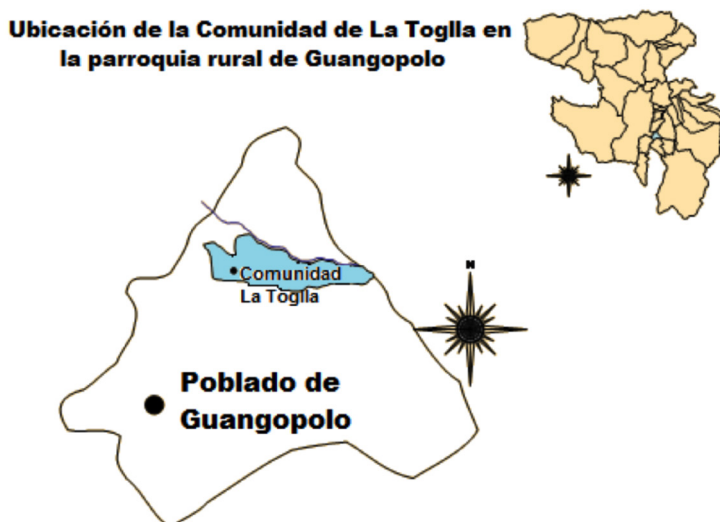 Ubicación de la Comunidad de La Toglla en
la parroquia rural de Guangopolo
N
Comunidad
La Toglla
Poblado de
Guangopolo